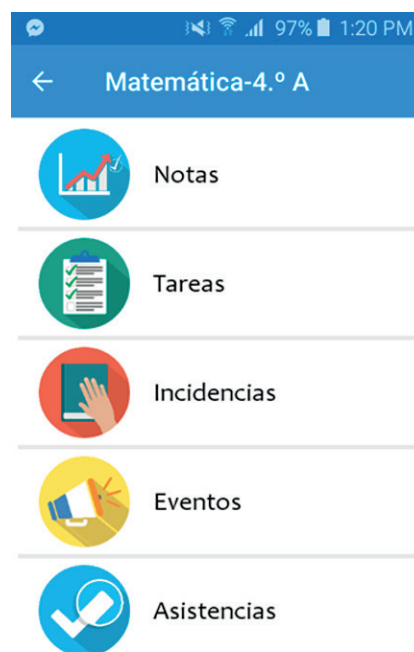 97% 1:20 PM
Matemática-4.º A
Notas
Tareas
Incidencias
Eventos
Asistencias